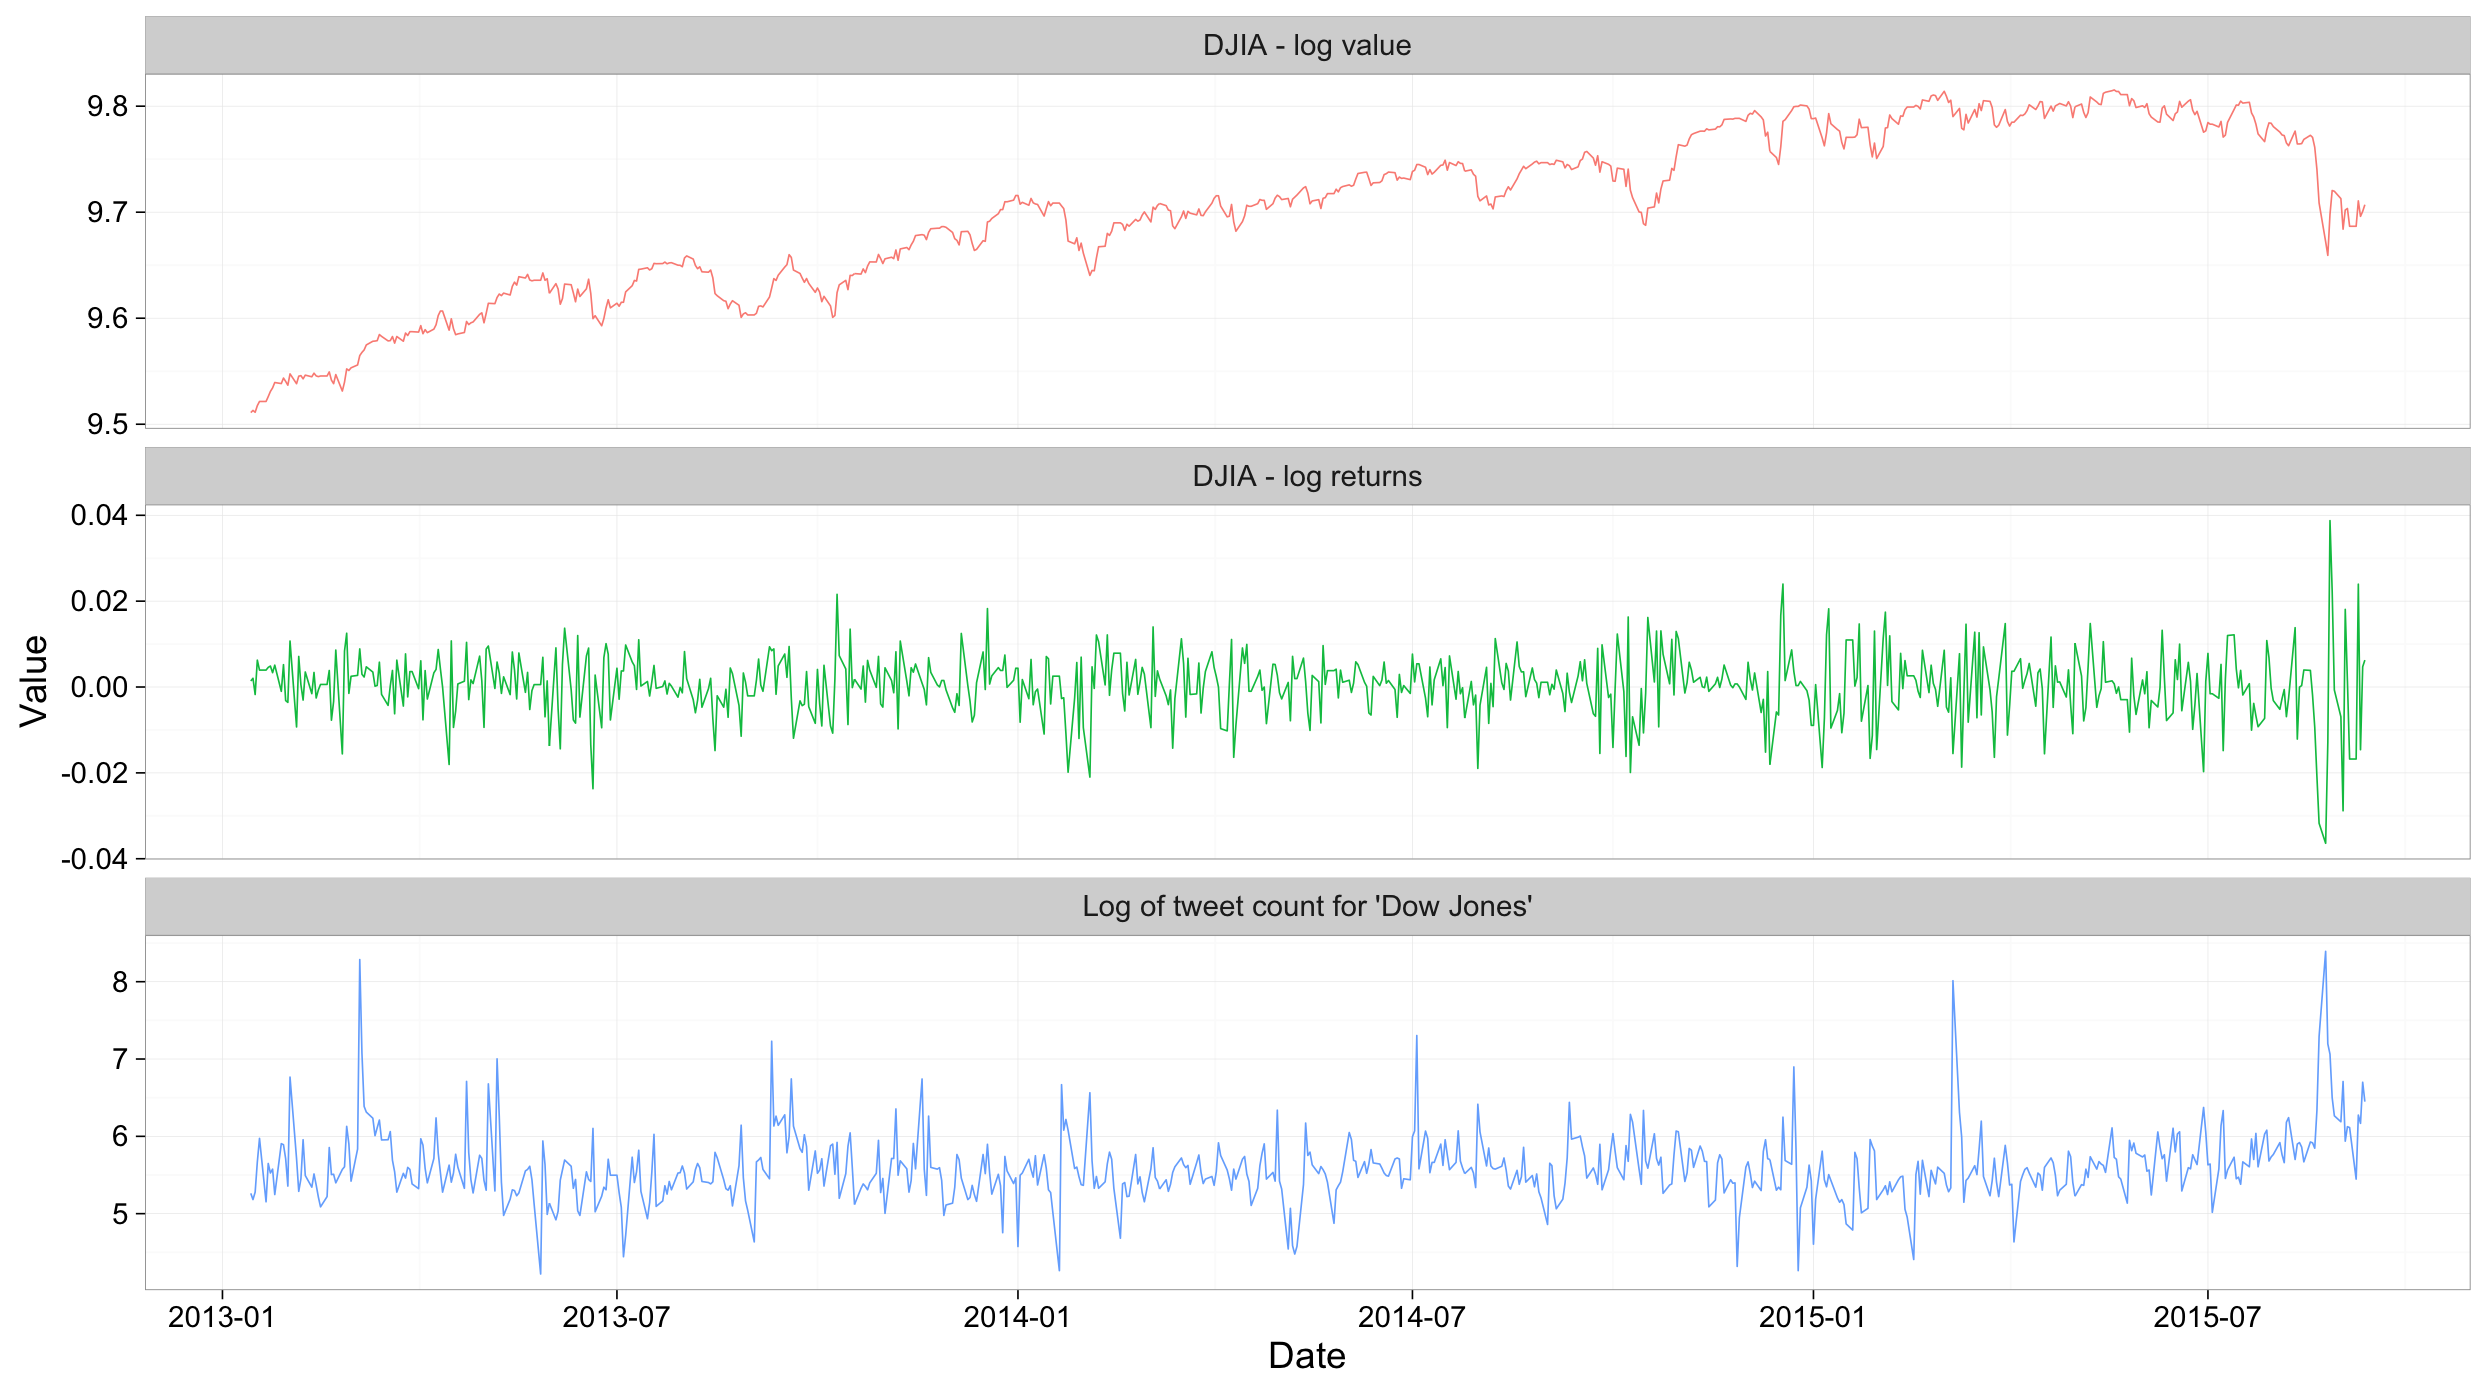 DJIA - log value
9.8
9.7
9.6
9.5
DJIA - log returns
0.04
0.02
0.00
-0.02
-0.04
Value
Log of tweet count for 'Dow Jones'
8
7
6
5
2013-01 2013-07 2014-01 2014-07 2015-01 2015-07
Date